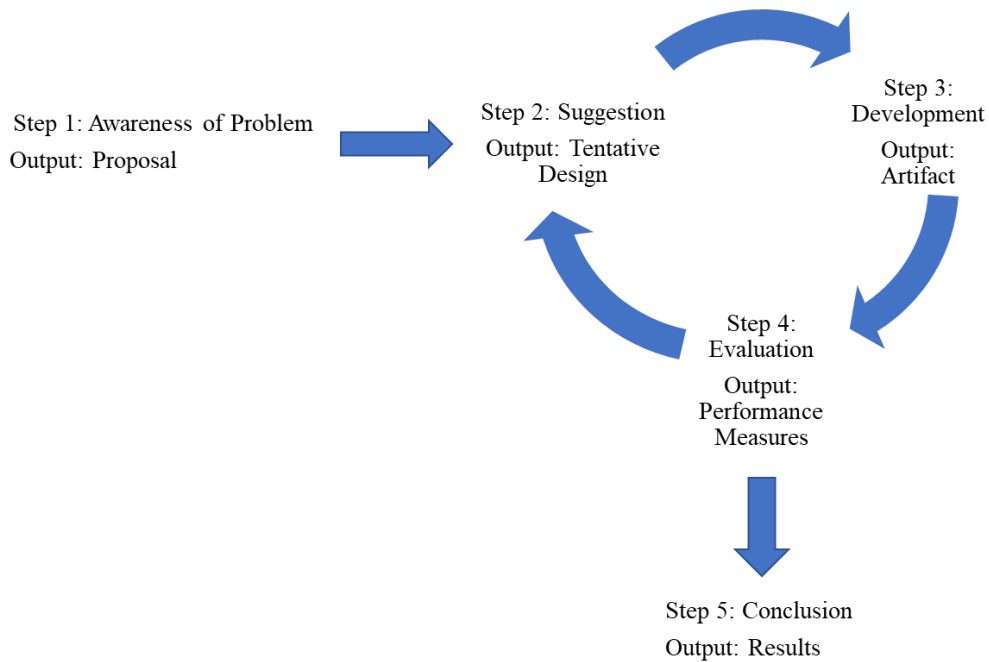 Step 1: Awareness of Problem
Output: Proposal
Step 2: Suggestion
Output: Tentative
Design
Step 3:
Development
Output:
Artifact
Step 4:
Evaluation
Output:
Performance
Measures
Step 5: Conclusion
Output: Results